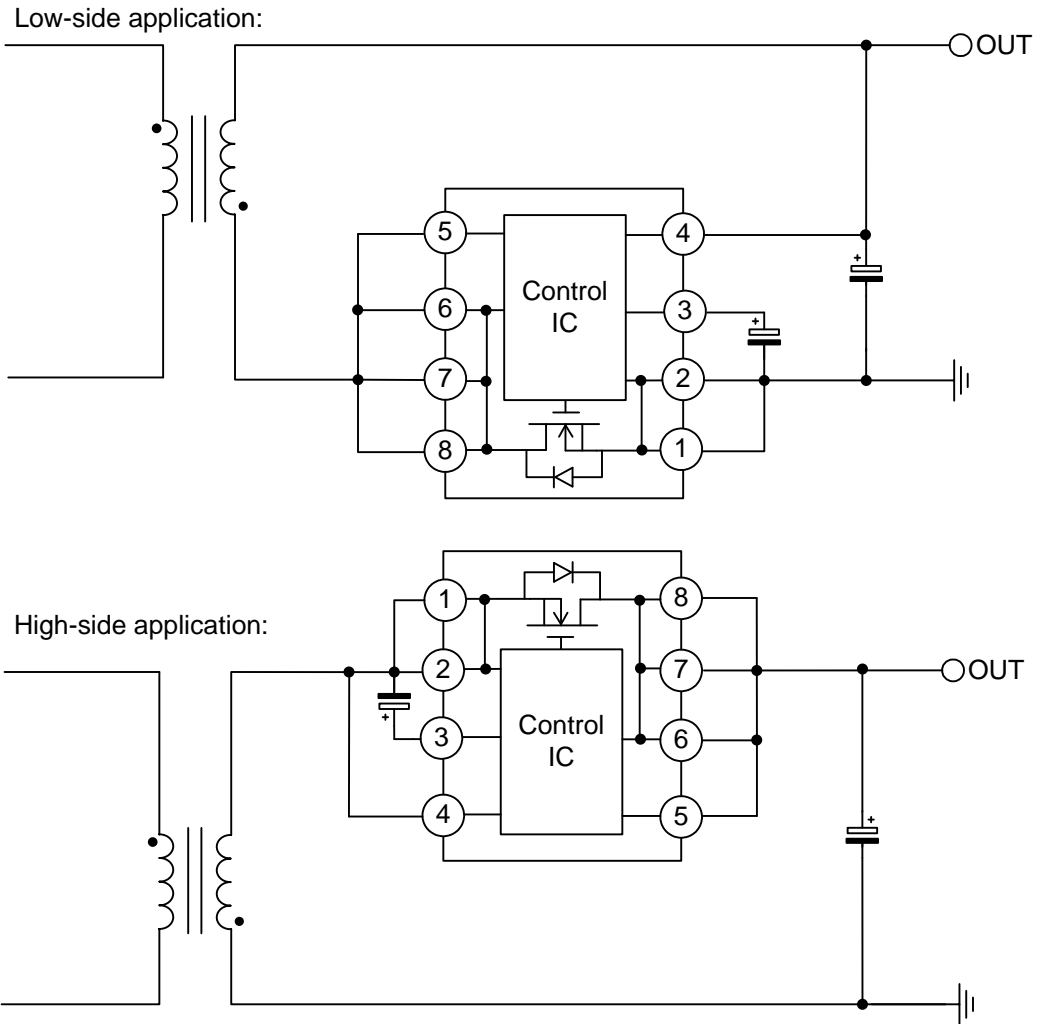 Low-side application:
OUT
5
4
6
Control
IC
3
7
2
8
1
+
+
High-side application:
1
8
2
7
OUT
+
3
Control
IC
6
4
5
+